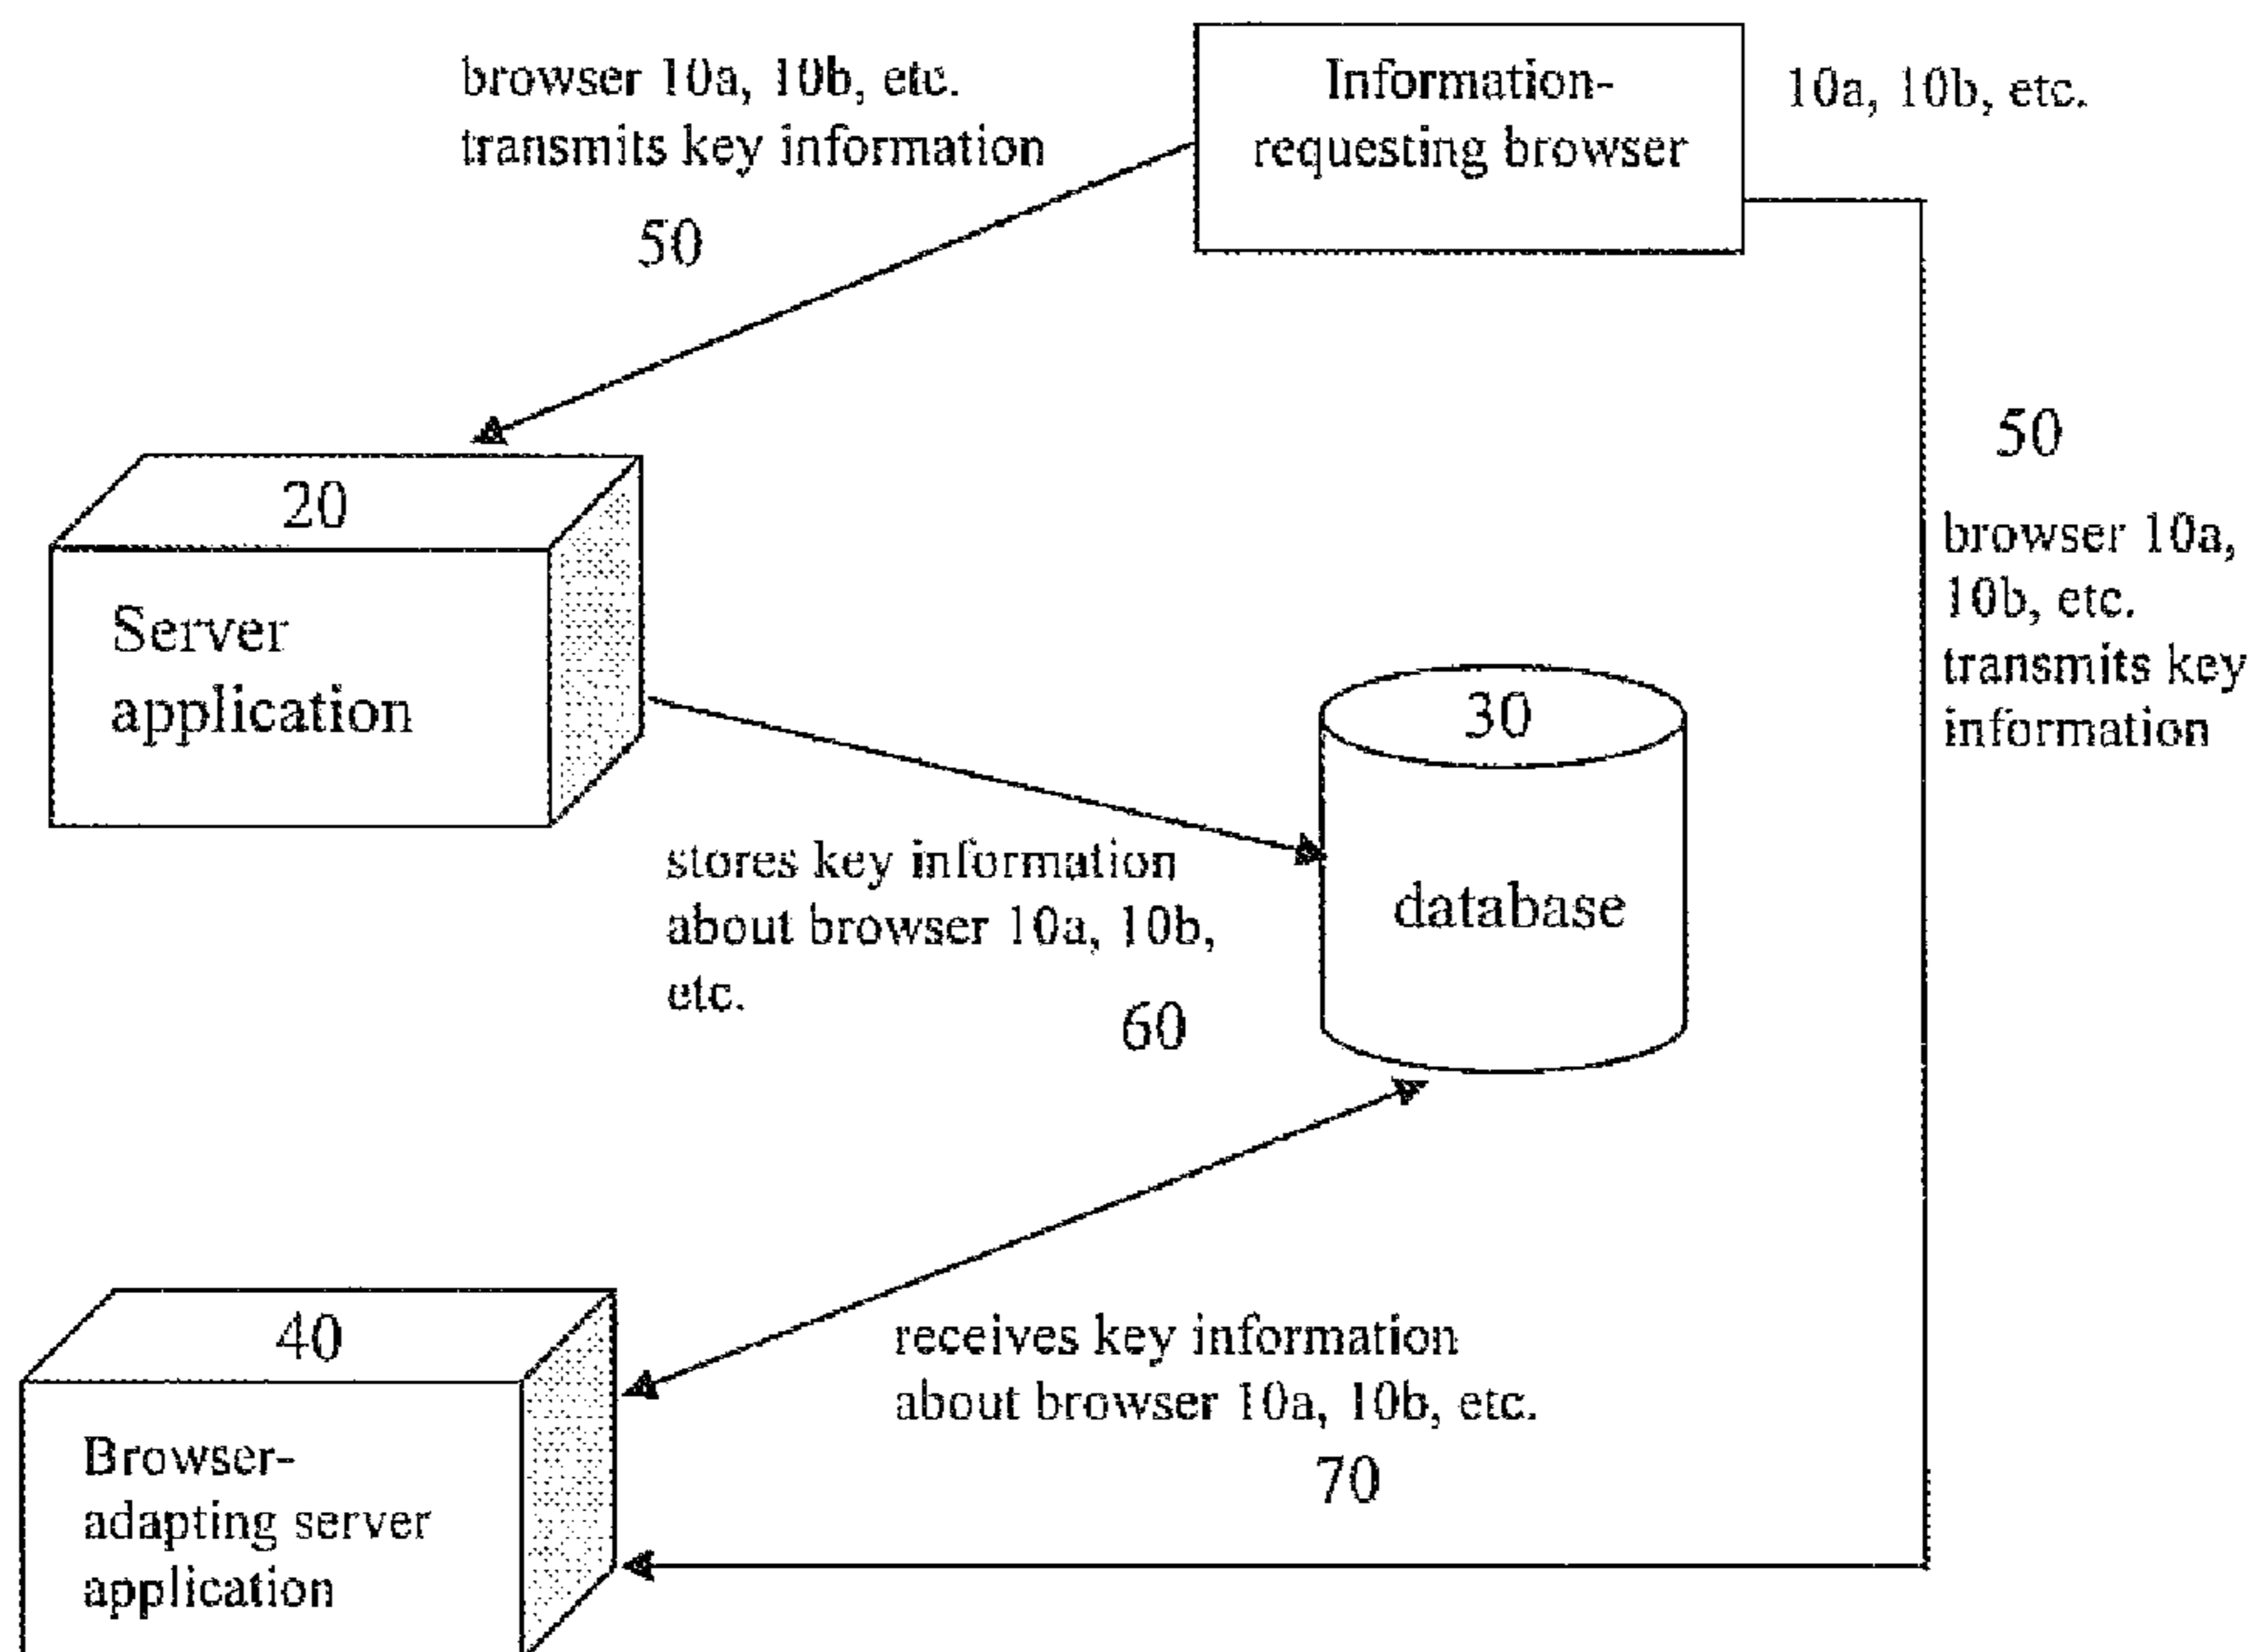 browser 10a, 10b, etc.
transmits key information
50
Information-
requesting browser
10a, 10b, etc.
50
browser 10a,
10b, etc.
transmits key
information
20
Server
application
30
database
stores key information
about browser 10a, 10b,
etc.
60
40
Browser-
adapting server
application
receives key information
about browser 10a, 10b, etc.
70